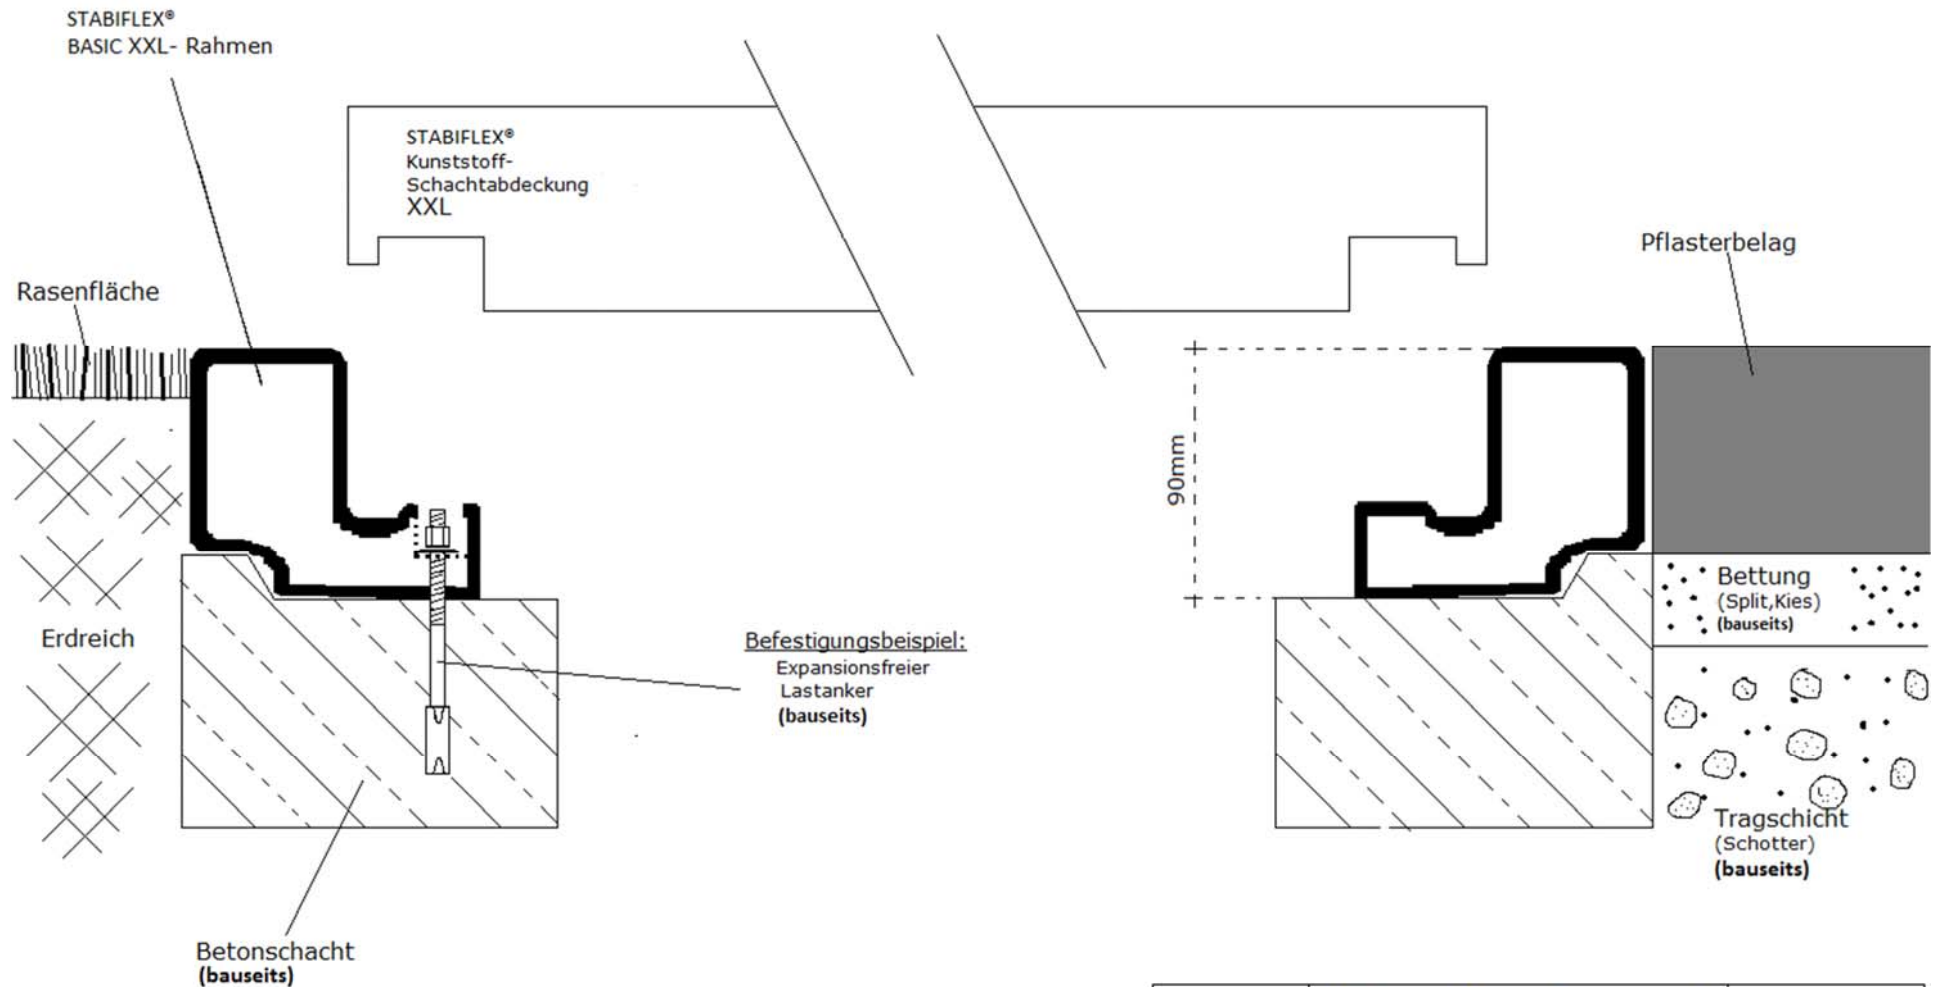 STABIFLEX®
BASIC XXL- Rahmen
STABIFLEX®
Kunststoff-
Schachtabdeckung
XXL
Pflasterbelag
Rasenfläche
90mm
Bettung
(Split,Kies)
(bauseits)
Erdreich
Befestigungsbeispiel:
Expansionsfreier
Lastanker
(bauseits)
Tragschicht
(Schotter)
(bauseits)
Betonschacht
(bauseits)